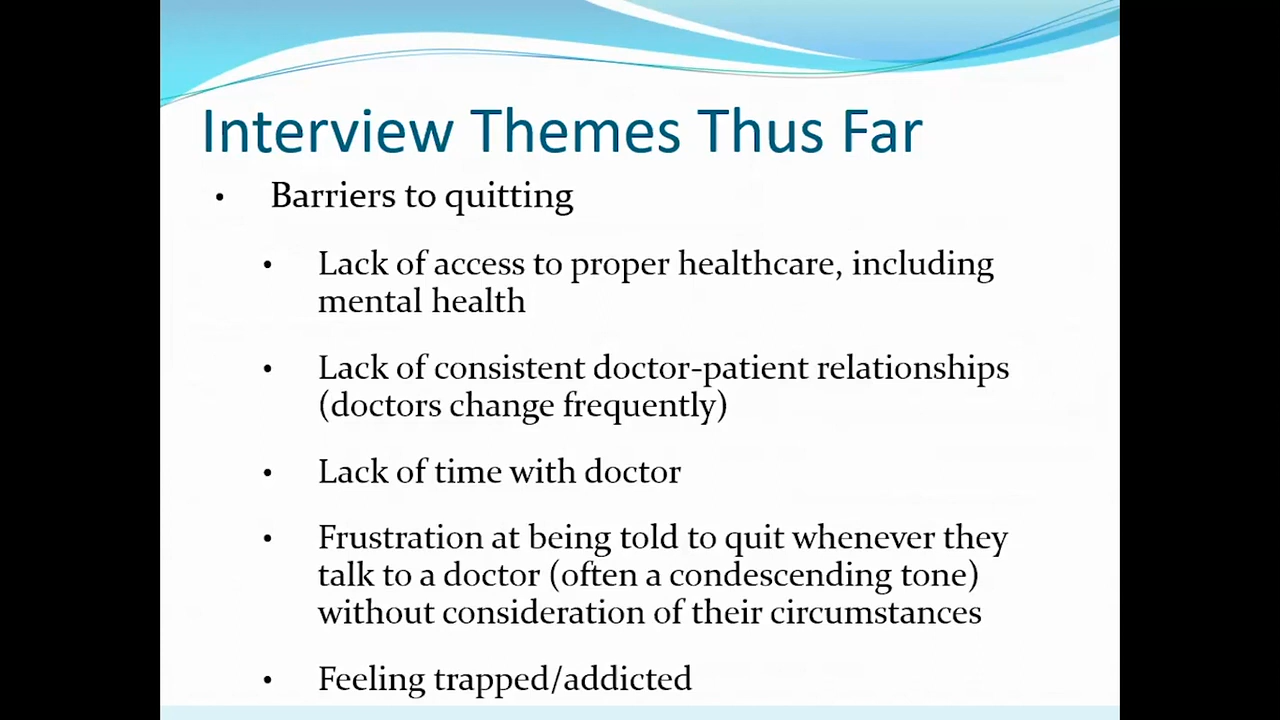 Interview Themes Thus Far
• Barriers to quitting
• Lack of access to proper healthcare, including
mental health
• Lack of consistent doctor-patient relationships
(doctors change frequently)
• Lack of time with doctor
• Frustration at being told to quit whenever they
talk to a doctor (often a condescending tone)
without consideration of their circumstances
• Feeling trapped/addicted